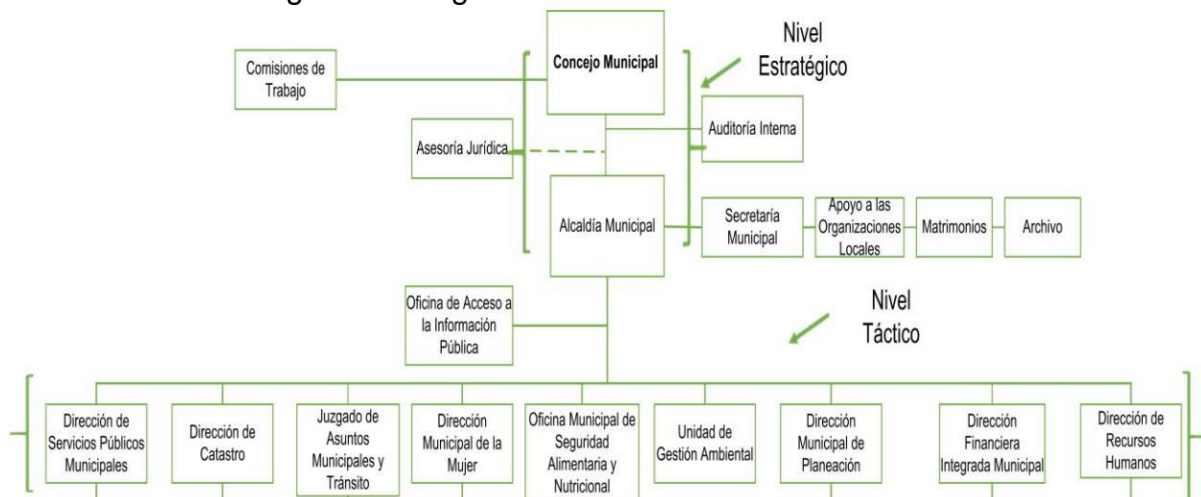 Concejo Municipal
Nivel
Estratégico
Comisiones de
Trabajo
Auditoría Interna
Asesoría Jurídica
Alcaldía Municipal
Secretaría
Municipal
Apoyo a las
Organizaciones
Locales
Matrimonios
Archivo
Oficina de Acceso a
la Información
Pública
Nivel
Táctico
Dirección de
Servicios Públicos
Municipales
Dirección de
Catastro
Juzgado de
Asuntos
Municipales y
Tránsito
Dirección
Municipal de la
Mujer
Oficina Municipal de
Seguridad
Alimentaria y
Nutricional
Unidad de
Gestión Ambiental
Dirección
Municipal de
Planeación
Dirección
Financiera
Integrada Municipal
Dirección de
Recursos
Humanos